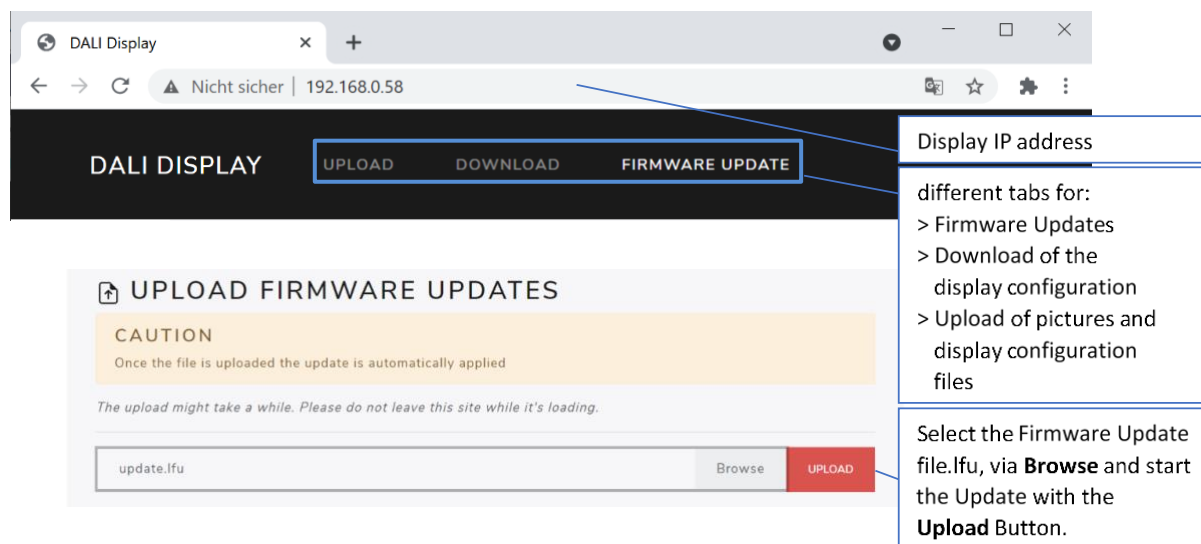 DALI Display
Nicht sicher | 192.168.0.58
Display IP address
DALI DISPLAY UPLOAD DOWNLOAD FIRMWARE UPDATE
different tabs for:
> Firmware Updates
> Download of the
display configuration
> Upload of pictures and
display configuration
files
UPLOAD FIRMWARE UPDATES
CAUTION
Once the file is uploaded the update is automatically applied
The upload might take a while. Please do not leave this site while it's loading.
update.lfu Browse UPLOAD
Select the Firmware Update
file.lfu, via Browse and start
the Update with the
Upload Button.